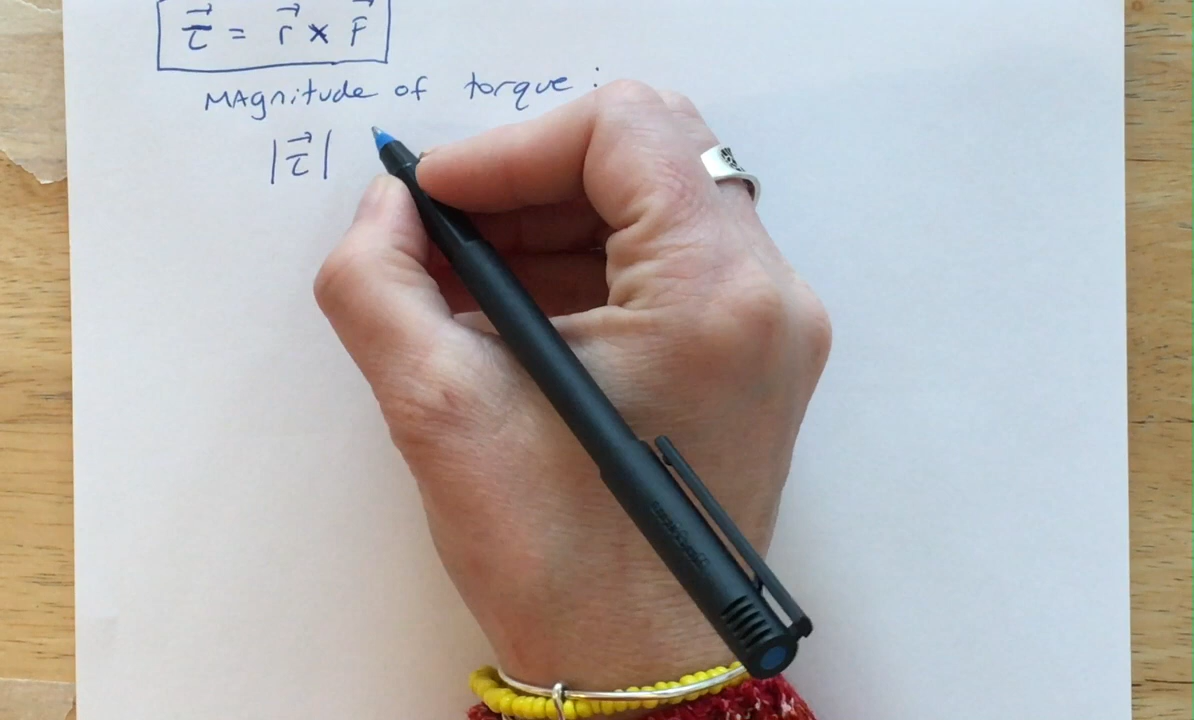 τ⃗ = r⃗ × F⃗
MAgnitude of torque :
|τ⃗|